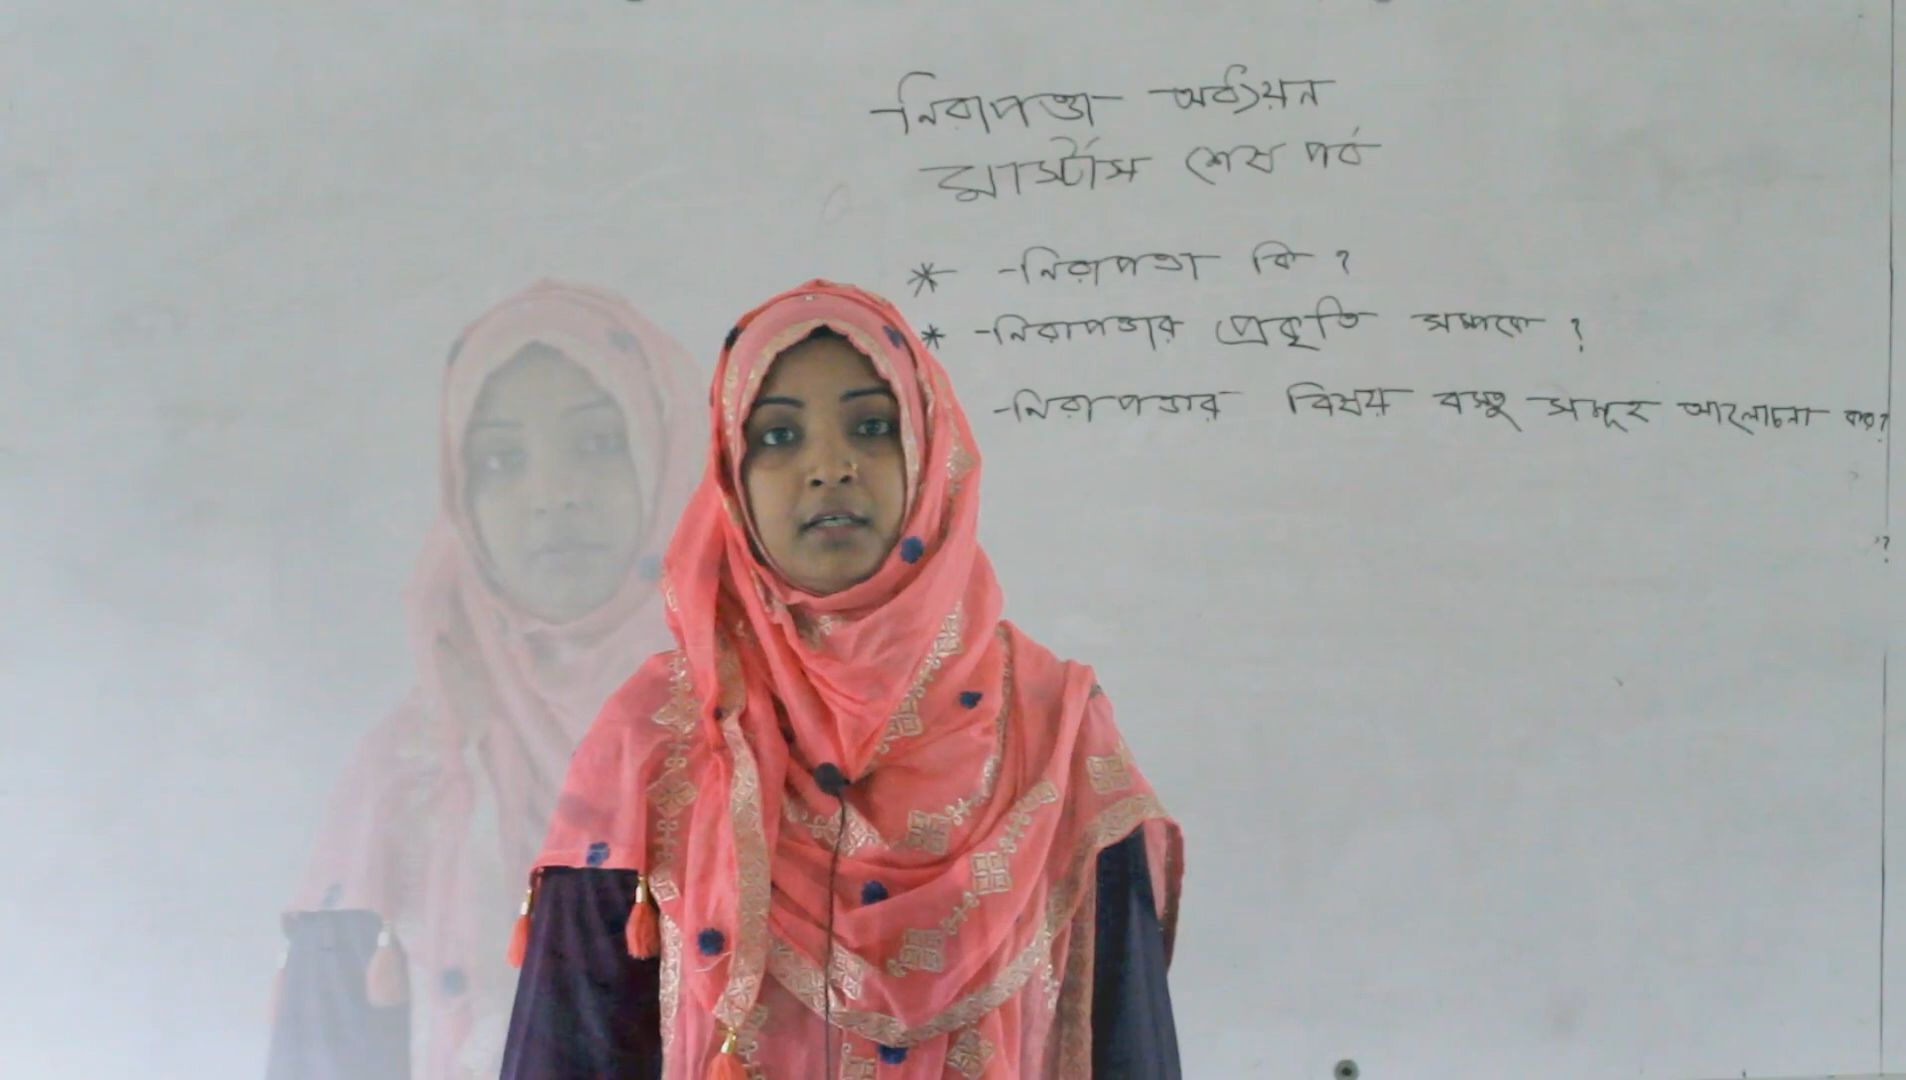 নিরাপত্তা অধ্যয়ন
মাস্টার্স শেষ পর্ব
* নিরাপত্তা কি ?
* নিরাপত্তার প্রকৃতি সম্পর্কে ?
নিরাপত্তার বিষয় বস্তু সমূহ আলোচনা কর ?
?